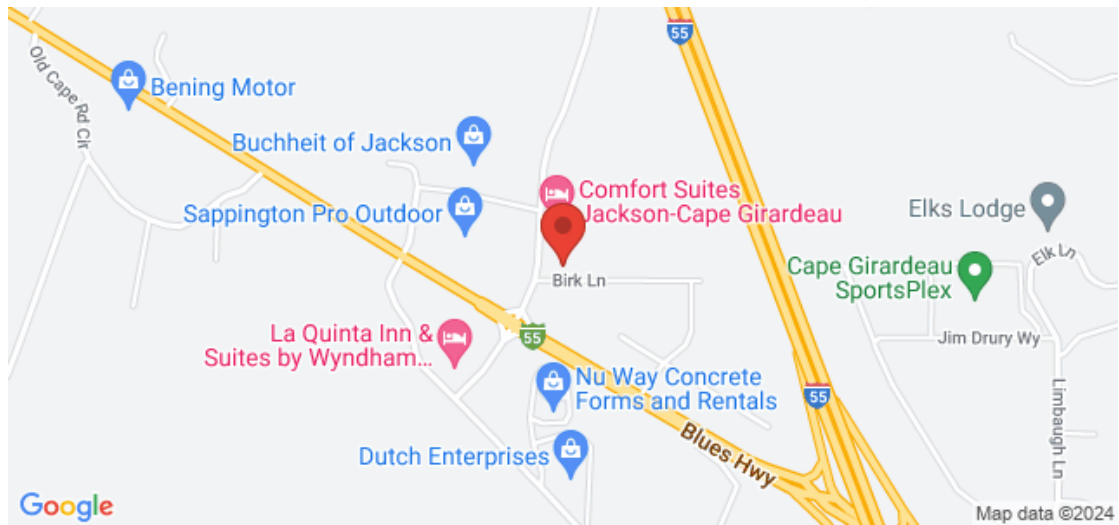 55
Old Cape Rd Cir
Bening Motor
Buchheit of Jackson
Comfort Suites
Jackson-Cape Girardeau
Sappington Pro Outdoor
Elks Lodge
Elk Ln
Cape Girardeau
SportsPlex
Birk Ln
Jim Drury Wy
55
La Quinta Inn &
Suites by Wyndham...
Nu Way Concrete
Forms and Rentals
55
Limbaugh Ln
Blues Hwy
Dutch Enterprises
Google
Map data ©2024